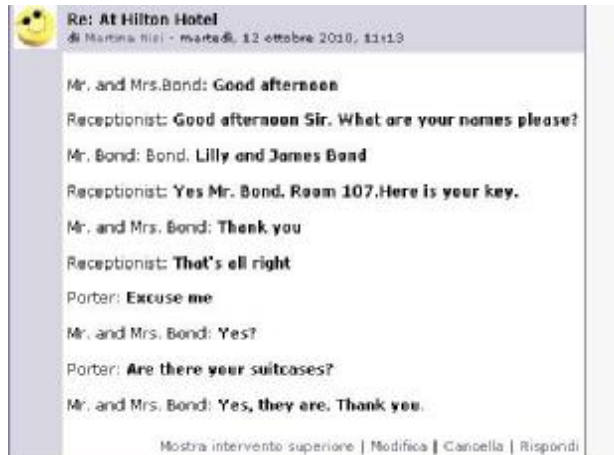 Re: At Hilton Hotel
di Martina Nisi - martedì, 12 ottobre 2010, 11:13
Mr. and Mrs.Bond: Good afternoon
Receptionist: Good afternoon Sir. What are your names please?
Mr. Bond: Bond. Lilly and James Bond
Receptionist: Yes Mr. Bond. Room 107.Here is your key.
Mr. and Mrs. Bond: Thank you
Receptionist: That's all right
Porter: Excuse me
Mr. and Mrs. Bond: Yes?
Porter: Are there your suitcases?
Mr. and Mrs. Bond: Yes, they are. Thank you.
Mostra intervento superiore | Modifica | Cancella | Rispondi